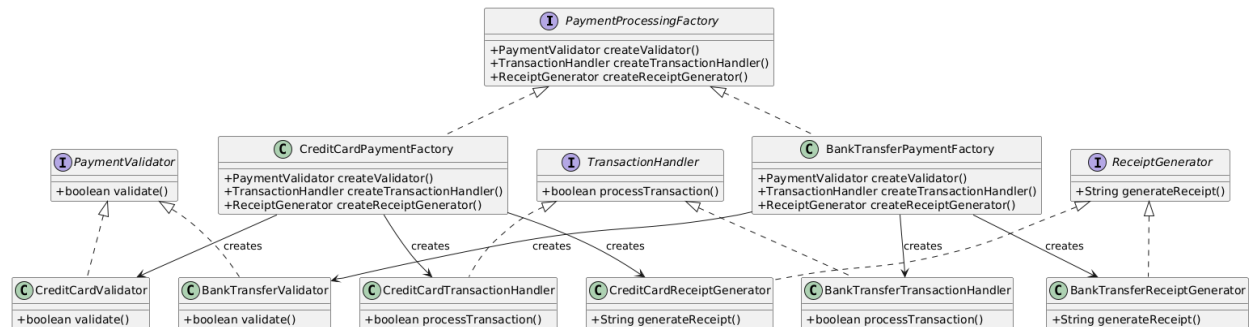 I PaymentProcessingFactory
+PaymentValidator createValidator()
+TransactionHandler createTransactionHandler()
+ReceiptGenerator createReceiptGenerator()
I PaymentValidator
+boolean validate()
C CreditCardPaymentFactory
+PaymentValidator createValidator()
+TransactionHandler createTransactionHandler()
+ReceiptGenerator createReceiptGenerator()
I TransactionHandler
+boolean processTransaction()
C BankTransferPaymentFactory
+PaymentValidator createValidator()
+TransactionHandler createTransactionHandler()
+ReceiptGenerator createReceiptGenerator()
I ReceiptGenerator
+String generateReceipt()
creates
creates
creates
creates
creates
creates
C CreditCardValidator
+boolean validate()
C BankTransferValidator
+boolean validate()
C CreditCardTransactionHandler
+boolean processTransaction()
C CreditCardReceiptGenerator
+String generateReceipt()
C BankTransferTransactionHandler
+boolean processTransaction()
C BankTransferReceiptGenerator
+String generateReceipt()